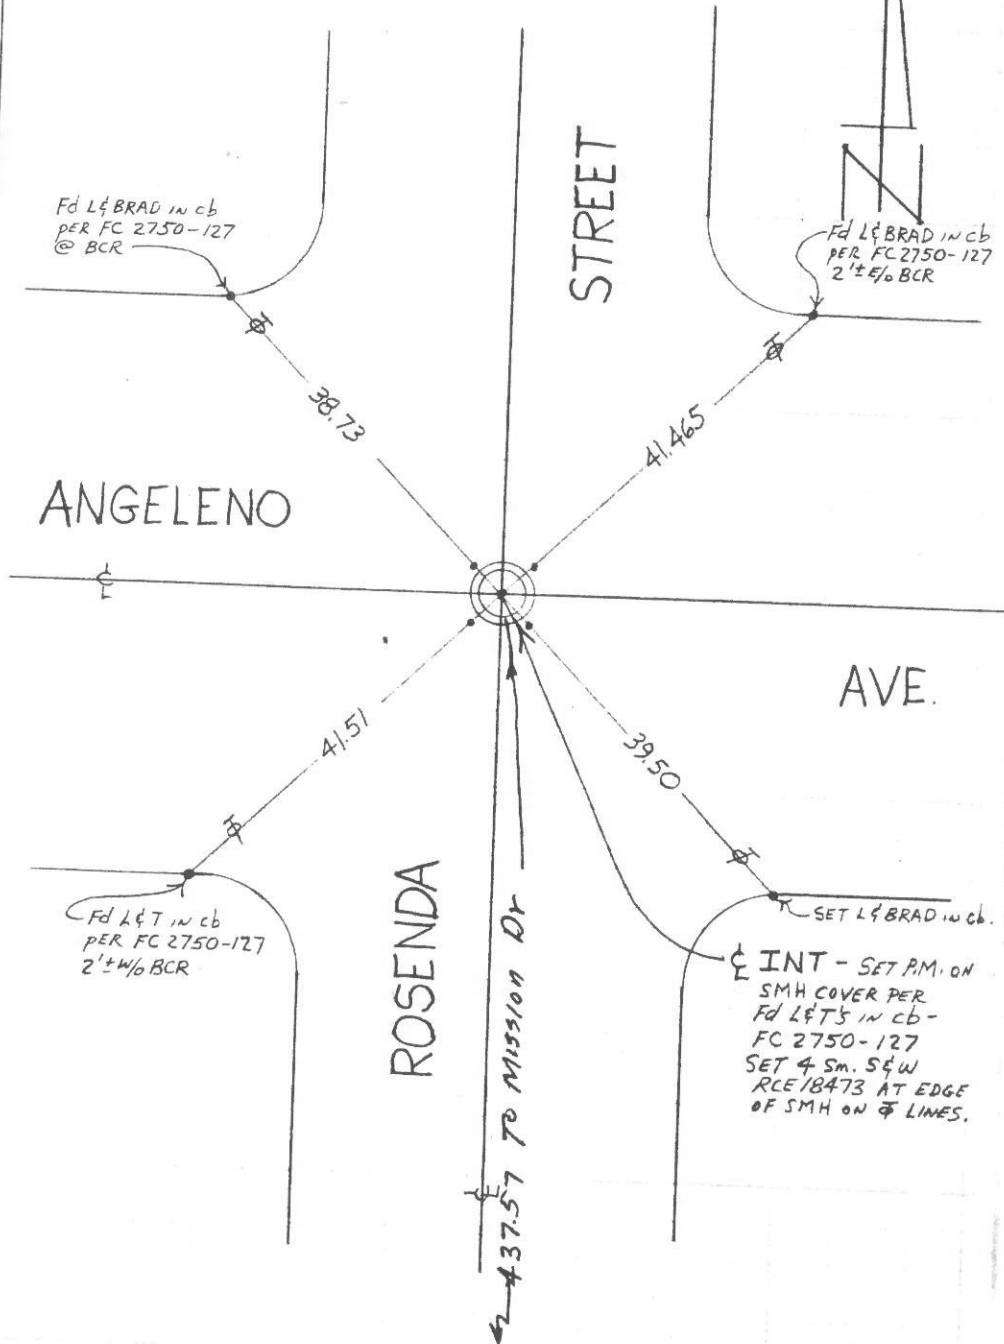 N
STREET
Fd L&BRAD IN cb
PER FC 2750-127
@ BCR
Fd L&BRAD IN cb
PER FC 2750-127
2'± E/o BCR
38.73
41.465
ANGELENO
℄
AVE.
41.51
39.50
Fd L&T IN cb
PER FC 2750-127
2'± W/o BCR
ROSENDA
SET L&BRAD IN cb.
℄ INT - SET P.M. ON
SMH COVER PER
Fd L&T'S IN cb -
FC 2750-127
SET 4 SM. S&W
RCE 18473 AT EDGE
OF SMH ON LINES.
℄
437.57 TO MISSION Dr